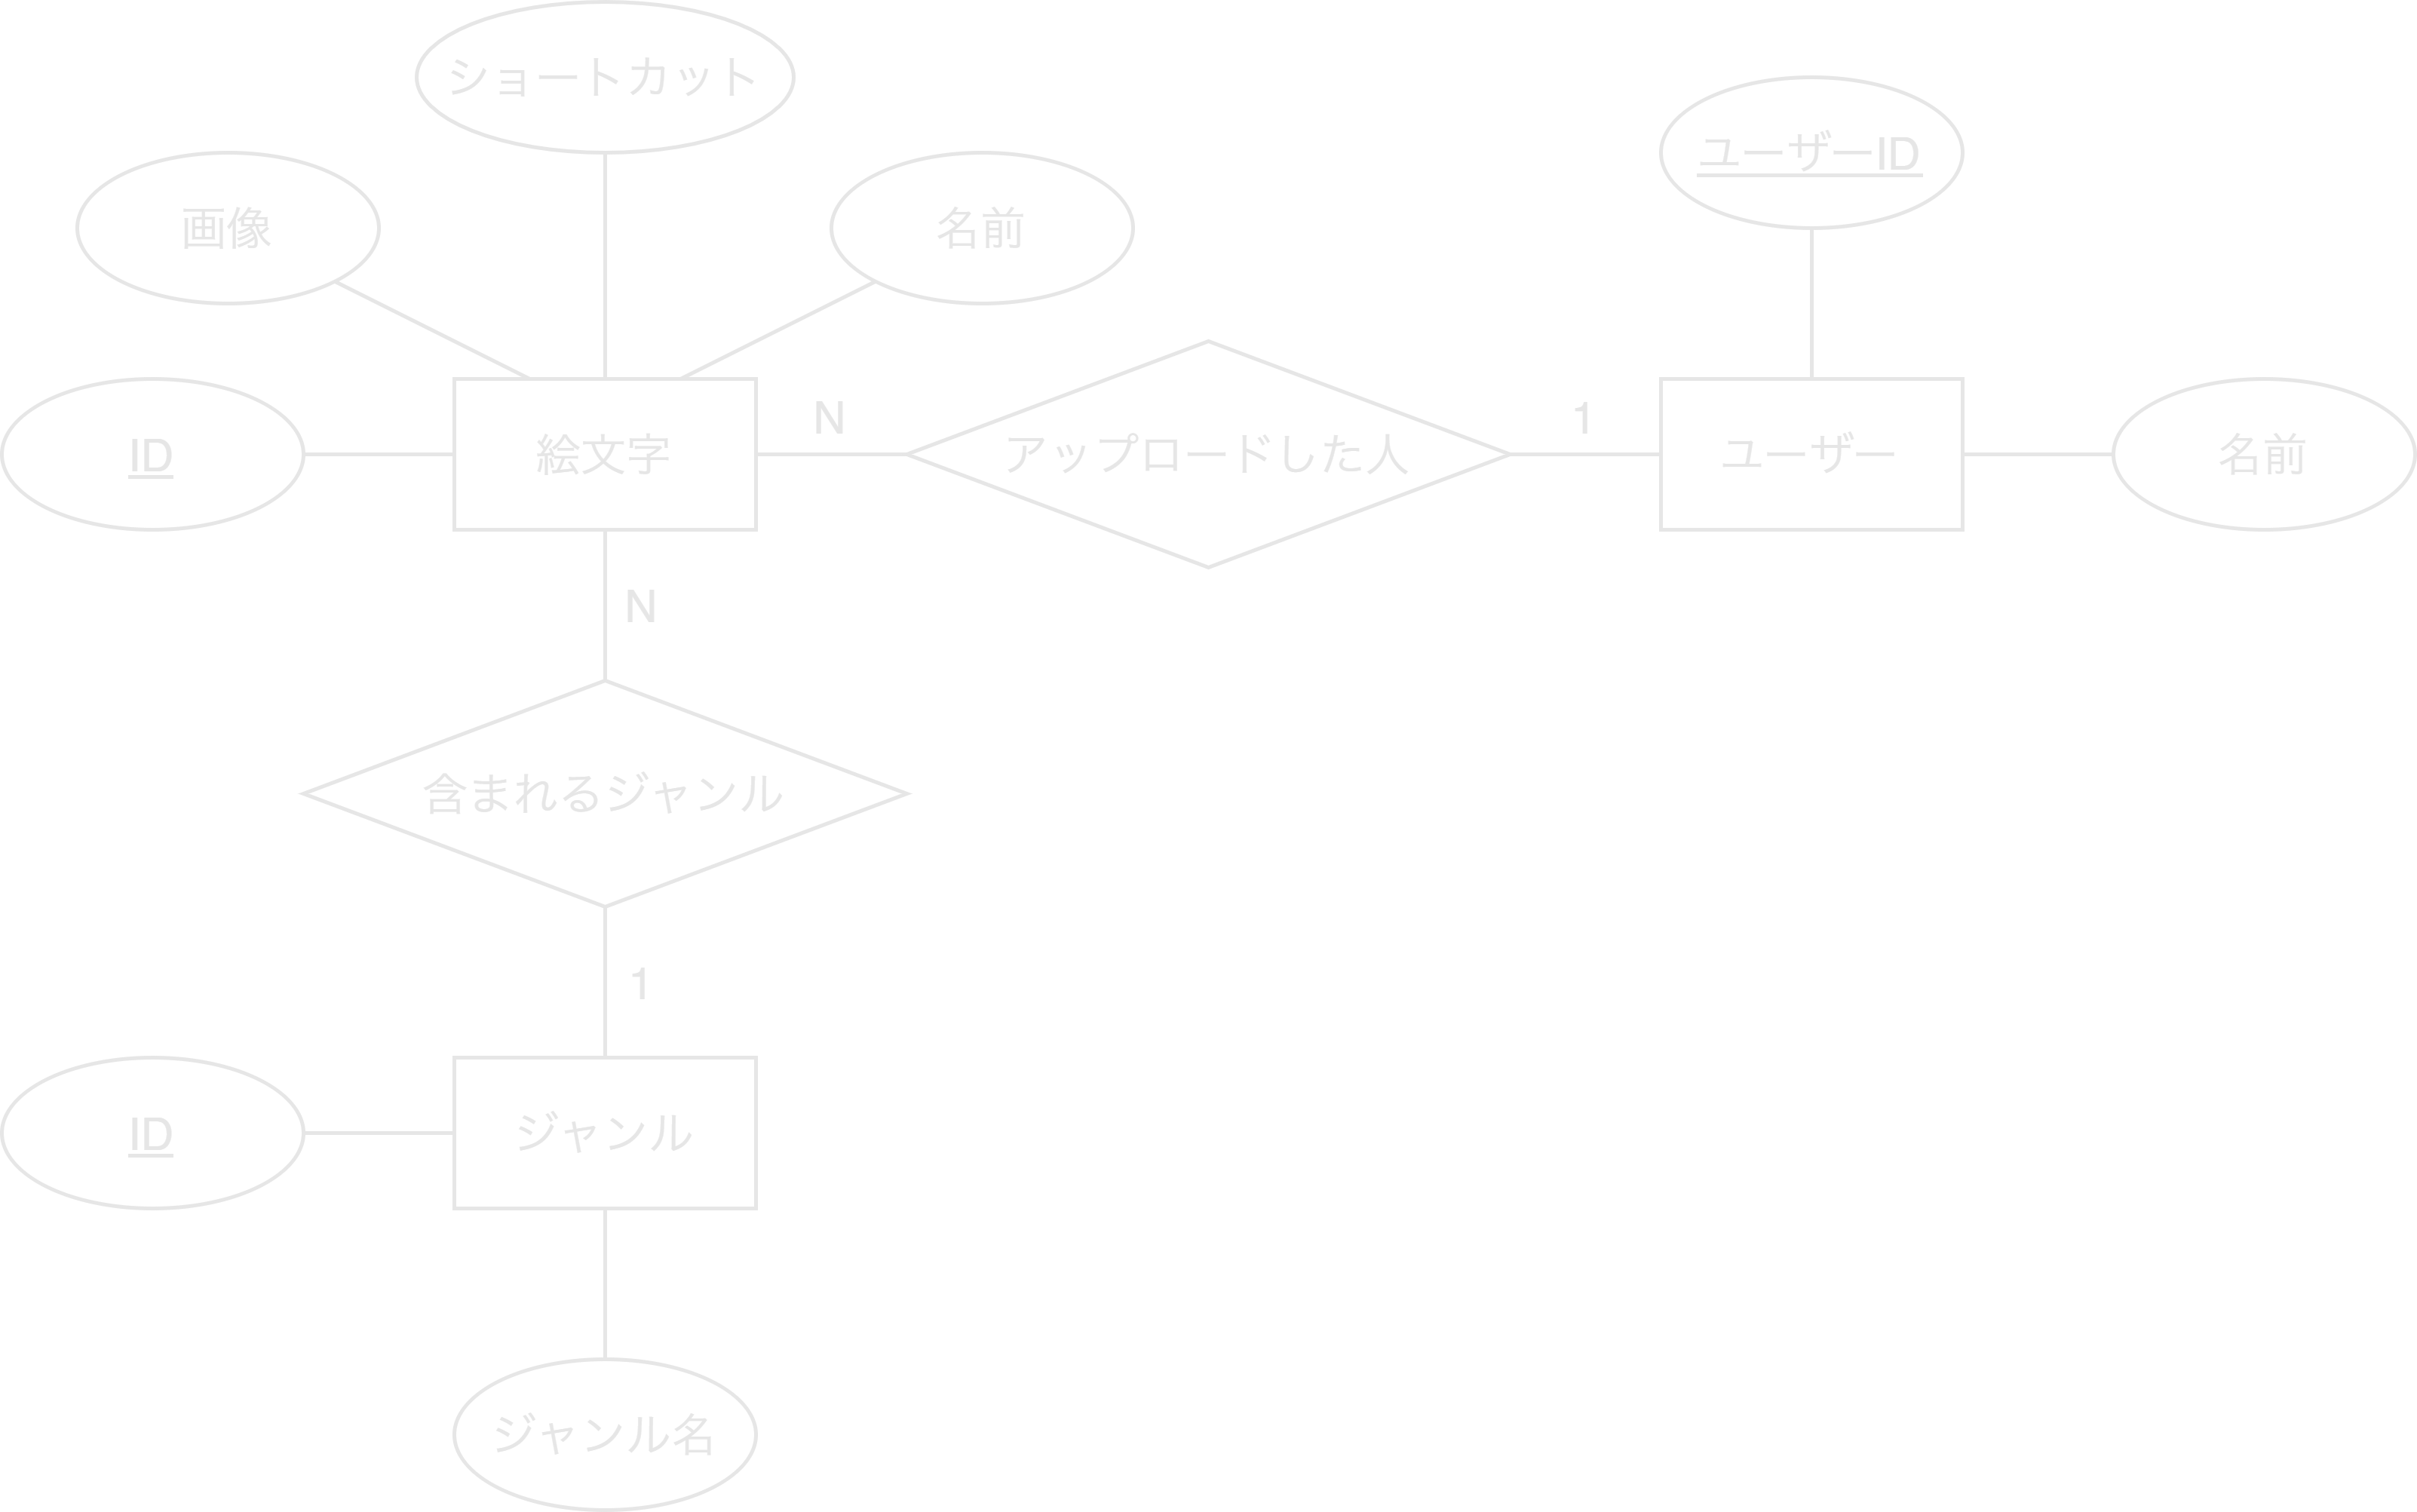 ショートカット
ユーザーID
画像
名前
ID
絵文字
N
アップロードした人
1
ユーザー
名前
N
含まれるジャンル
1
ID
ジャンル
ジャンル名